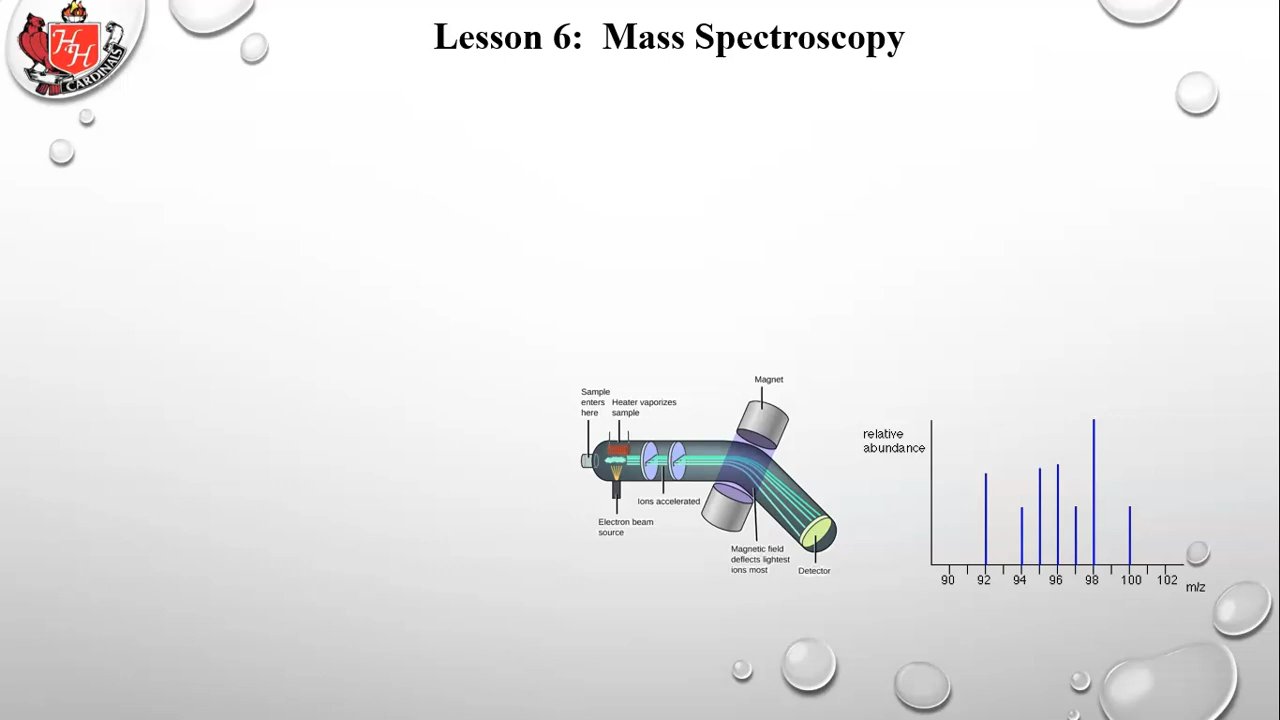 Lesson 6:  Mass Spectroscopy
H
H
CARDINALS
Magnet
Sample
enters
here
Heater vaporizes
sample
Ions accelerated
Electron beam
source
Magnetic field
deflects lightest
ions most
Detector
relative
abundance
90 92 94 96 98 100 102
m/z